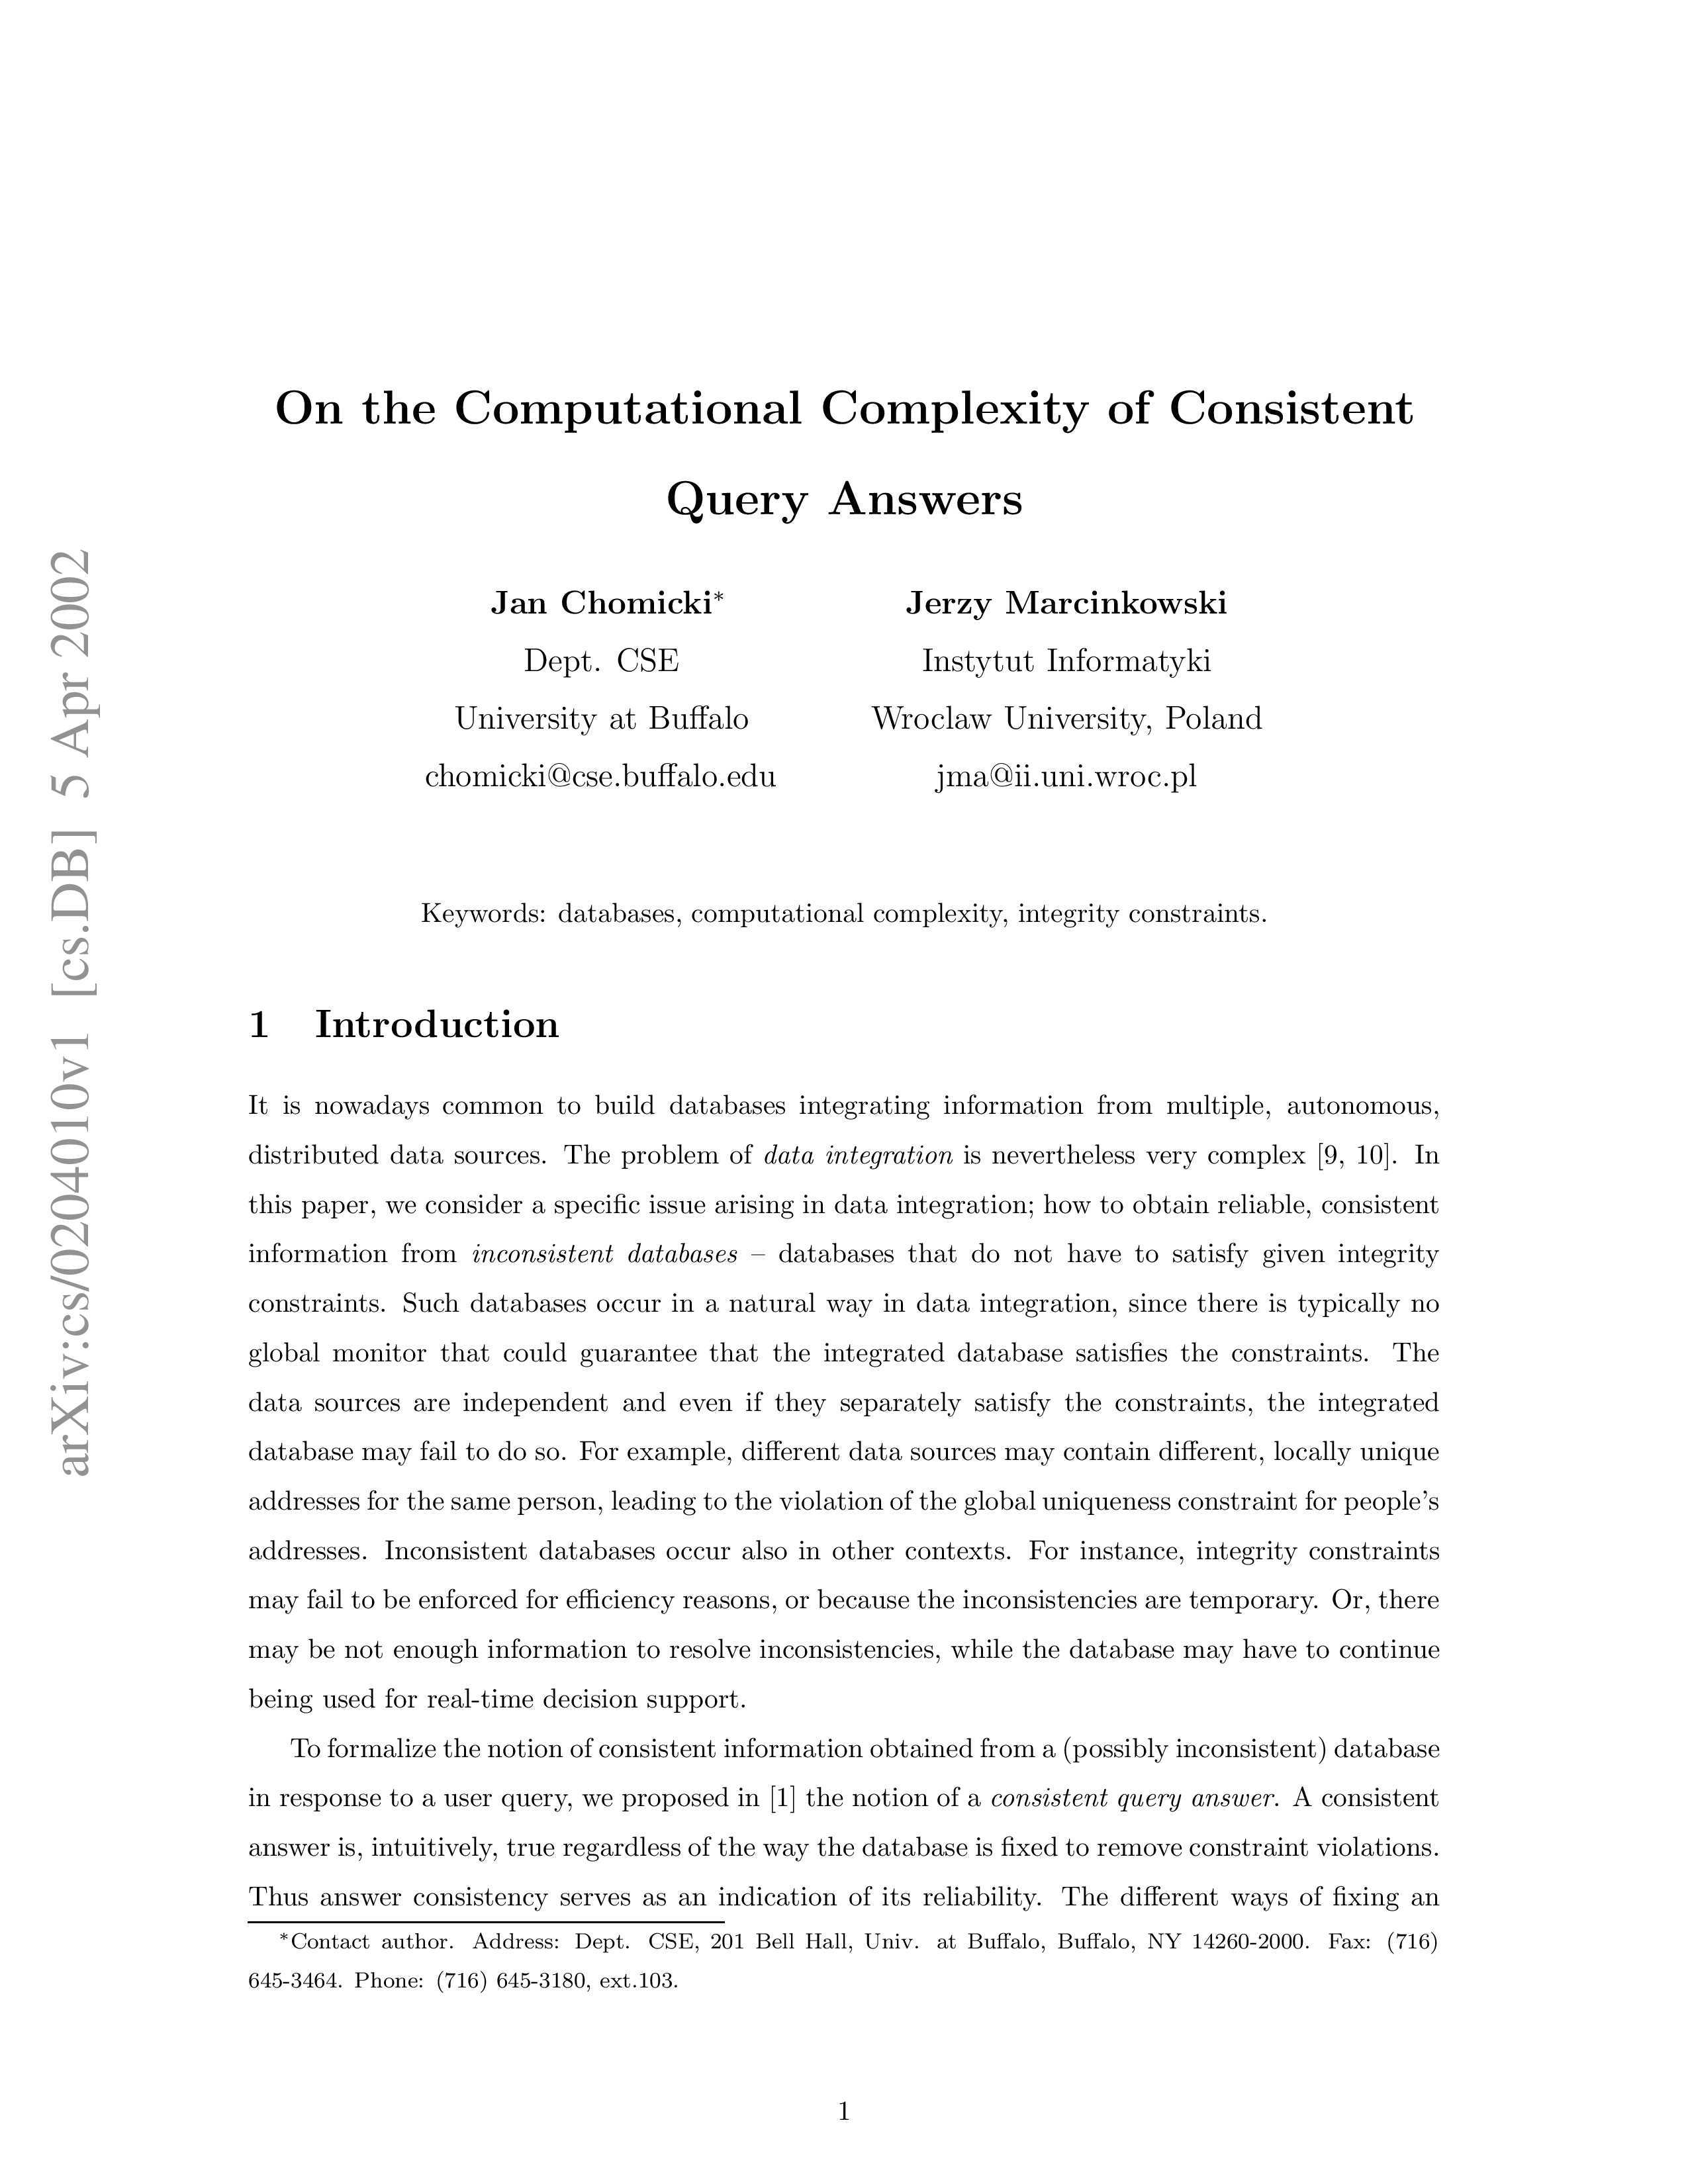 On the Computational Complexity of Consistent
Query Answers
Jan Chomicki*
Dept. CSE
University at Buffalo
chomicki@cse.buffalo.edu
Jerzy Marcinkowski
Instytut Informatyki
Wroclaw University, Poland
jma@ii.uni.wroc.pl
Keywords: databases, computational complexity, integrity constraints.
1 Introduction
It is nowadays common to build databases integrating information from multiple, autonomous,
distributed data sources. The problem of data integration is nevertheless very complex [9, 10]. In
this paper, we consider a specific issue arising in data integration; how to obtain reliable, consistent
information from inconsistent databases – databases that do not have to satisfy given integrity
constraints. Such databases occur in a natural way in data integration, since there is typically no
global monitor that could guarantee that the integrated database satisfies the constraints. The
data sources are independent and even if they separately satisfy the constraints, the integrated
database may fail to do so. For example, different data sources may contain different, locally unique
addresses for the same person, leading to the violation of the global uniqueness constraint for people's
addresses. Inconsistent databases occur also in other contexts. For instance, integrity constraints
may fail to be enforced for efficiency reasons, or because the inconsistencies are temporary. Or, there
may be not enough information to resolve inconsistencies, while the database may have to continue
being used for real-time decision support.
To formalize the notion of consistent information obtained from a (possibly inconsistent) database
in response to a user query, we proposed in [1] the notion of a consistent query answer. A consistent
answer is, intuitively, true regardless of the way the database is fixed to remove constraint violations.
Thus answer consistency serves as an indication of its reliability. The different ways of fixing an
*Contact author. Address: Dept. CSE, 201 Bell Hall, Univ. at Buffalo, Buffalo, NY 14260-2000. Fax: (716)
645-3464. Phone: (716) 645-3180, ext.103.
1
arXiv:cs/0204010v1 [cs.DB] 5 Apr 2002